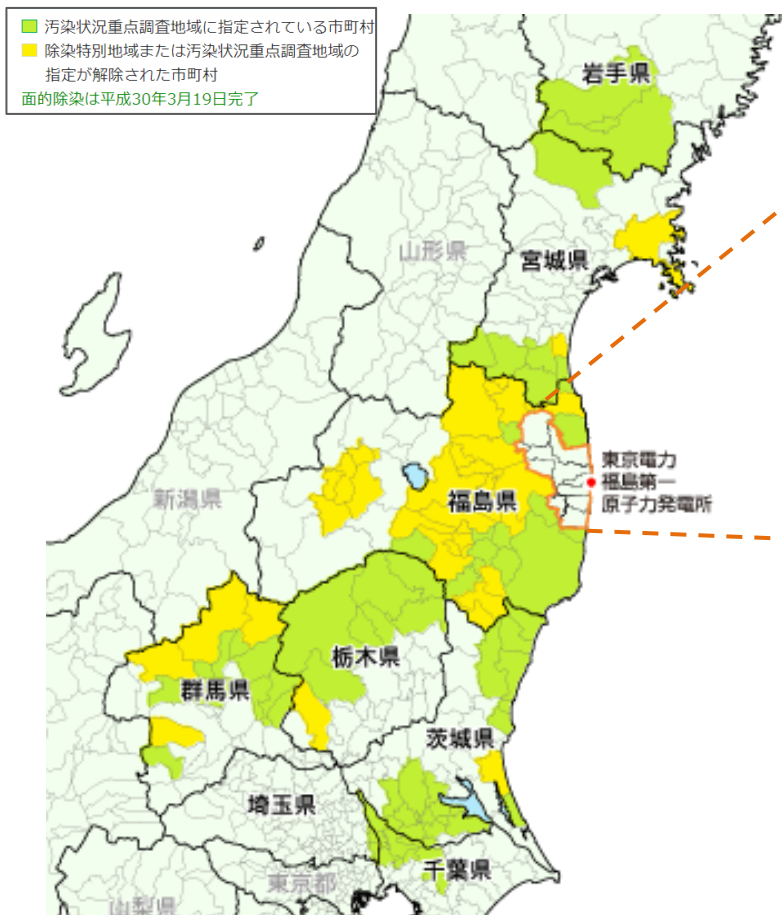 汚染状況重点調査地域に指定されている市町村
除染特別地域または汚染状況重点調査地域の
指定が解除された市町村
面的除染は平成30年3月19日完了
岩手県
山形県
宮城県
東京電力
福島第一
原子力発電所
新潟県
福島県
栃木県
群馬県
茨城県
埼玉県
千葉県
東京都
山梨県